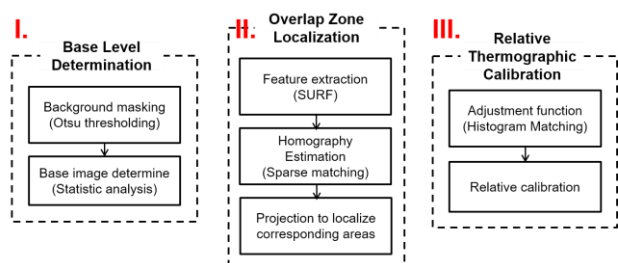 I.
Base Level
Determination
Background masking
(Otsu thresholding)
Base image determine
(Statistic analysis)
II.
Overlap Zone
Localization
Feature extraction
(SURF)
Homography
Estimation
(Sparse matching)
Projection to localize
corresponding areas
III.
Relative
Thermographic
Calibration
Adjustment function
(Histogram Matching)
Relative calibration